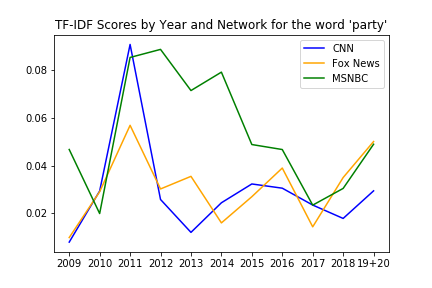 TF-IDF Scores by Year and Network for the word 'party'
CNN
Fox News
MSNBC
0.08
0.06
0.04
0.02
2009 2010 2011 2012 2013 2014 2015 2016 2017 2018 19+20